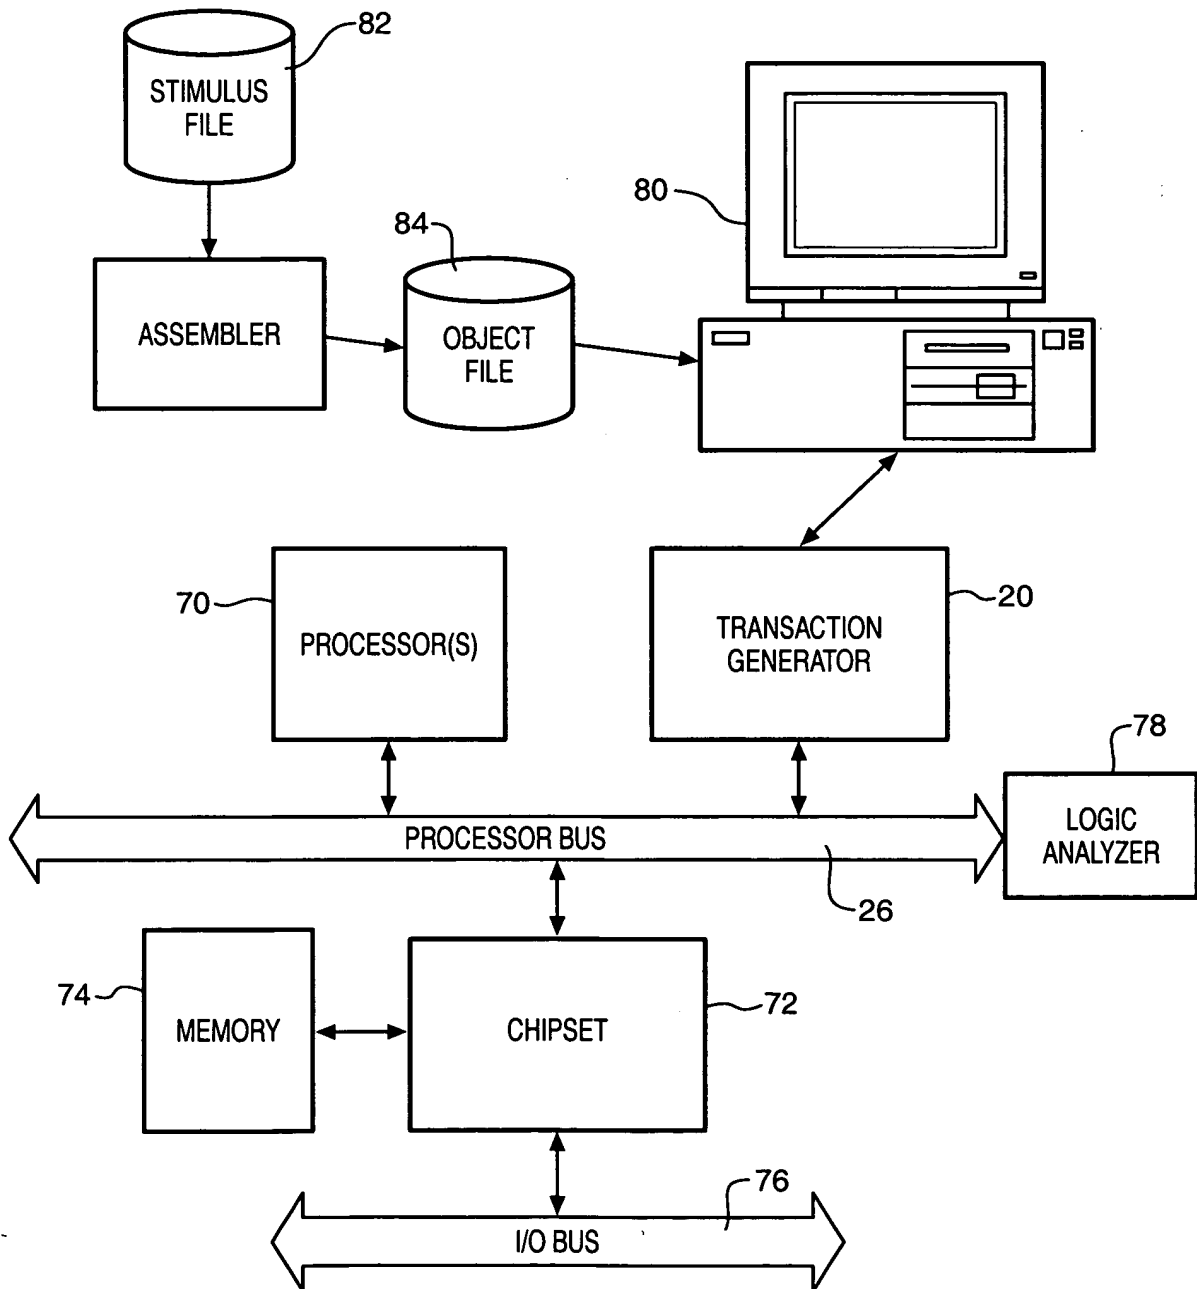 82
STIMULUS
FILE
80
84
ASSEMBLER
OBJECT
FILE
70
PROCESSOR(S)
20
TRANSACTION
GENERATOR
78
LOGIC
ANALYZER
PROCESSOR BUS
26
74
MEMORY
72
CHIPSET
76
I/O BUS